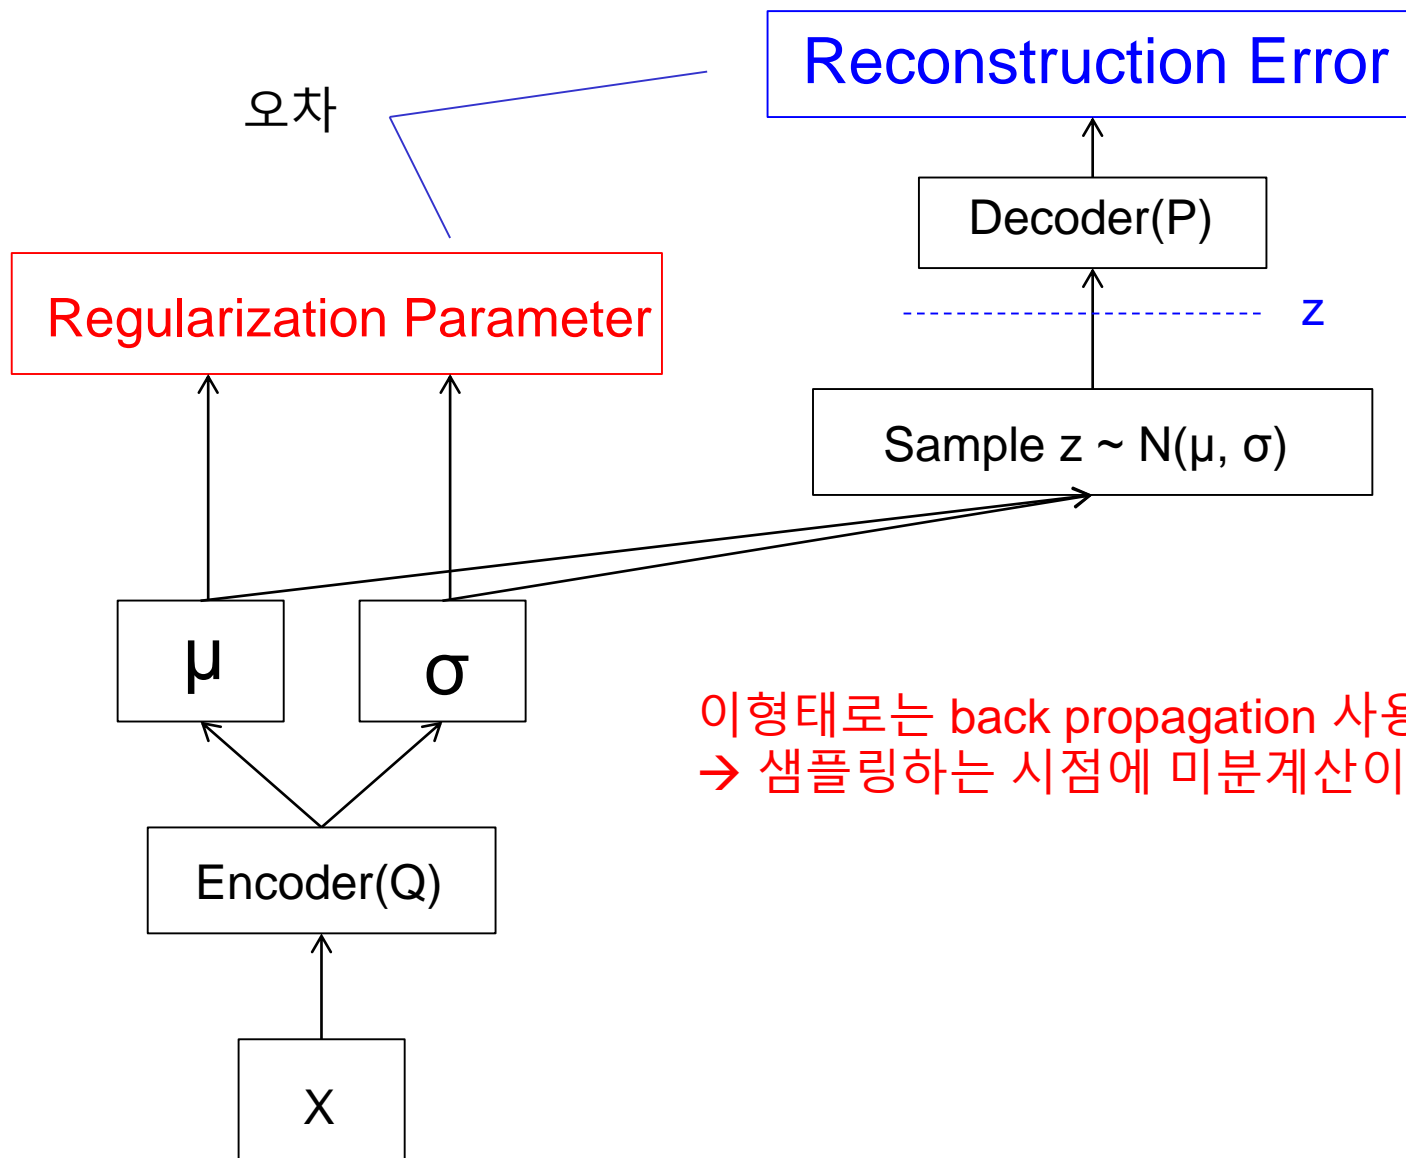 Reconstruction Error
오차
Decoder(P)
Regularization Parameter
z
Sample z ~ N(μ, σ)
μ
σ
이형태로는 back propagation
→ 샘플링하는 시점에 미분계산이
Encoder(Q)
X